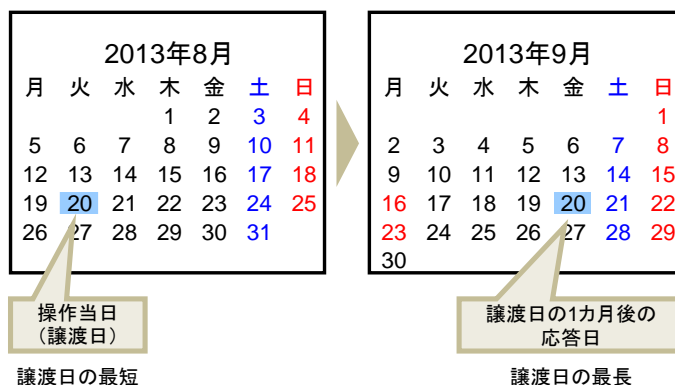 2013年8月
月 火 水 木 金 土 日
1 2 3 4
5 6 7 8 9 10 11
12 13 14 15 16 17 18
19 20 21 22 23 24 25
26 27 28 29 30 31
操作当日
（譲渡日）
譲渡日の最短
2013年9月
月 火 水 木 金 土 日
1
2 3 4 5 6 7 8
9 10 11 12 13 14 15
16 17 18 19 20 21 22
23 24 25 26 27 28 29
30
譲渡日の1カ月後の
応答日
譲渡日の最長